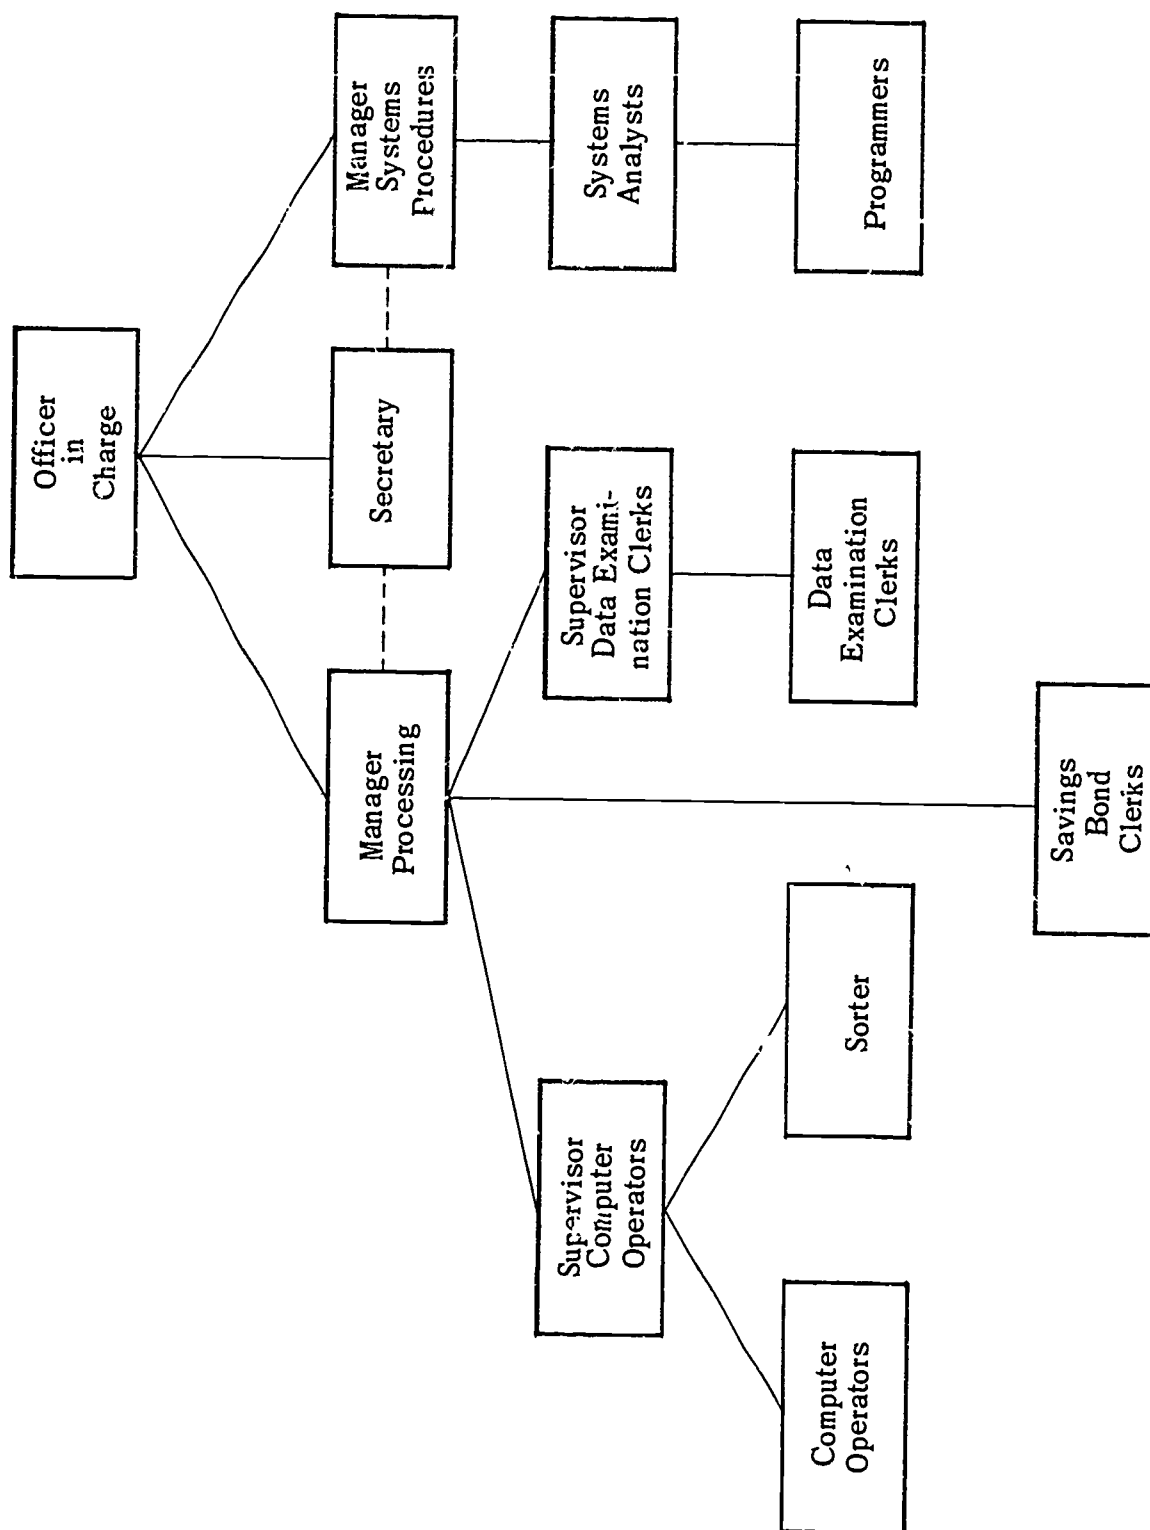 Officer
in
Charge
Manager
Processing
Secretary
Manager
Systems
Procedures
Supervisor
Computer
Operators
Supervisor
Data Exami-
nation Clerks
Systems
Analysts
Computer
Operators
Sorter
Data
Examination
Clerks
Programmers
Savings
Bond
Clerks